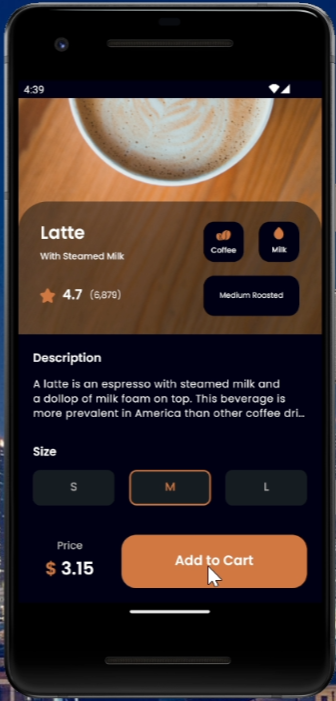 4:39
Latte
With Steamed Milk
Coffee
Milk
4.7 (6,879)
Medium Roasted
Description
A latte is an espresso with steamed milk and
a dollop of milk foam on top. This beverage is
more prevalent in America than other coffee dri...
Size
S
M
L
Price
$ 3.15
Add to Cart